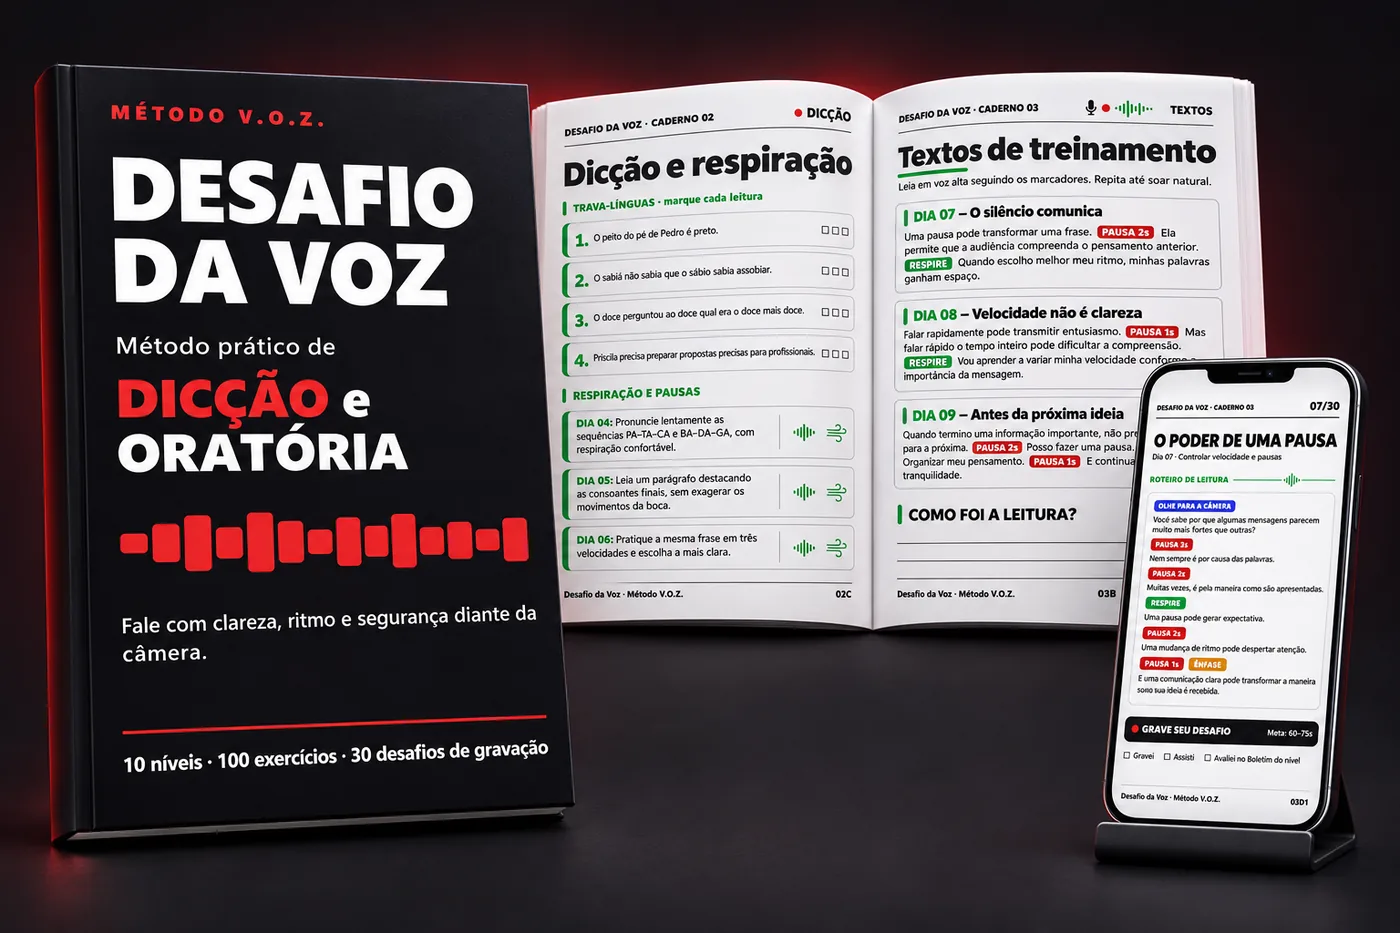 MÉTODO V.O.Z.
DESAFIO
DA VOZ
Método prático de
DICÇÃO e
ORATÓRIA
Fale com clareza, ritmo e segurança diante da
câmera.
10 níveis · 100 exercícios · 30 desafios de gravação
DESAFIO DA VOZ · CADERNO 02
DICÇÃO
Dicção e respiração
TRAVA-LÍNGUAS · marque cada leitura
1. O peito do pé de Pedro é preto.
2. O sabiá não sabia que o sábio sabia assobiar.
3. O doce perguntou ao doce qual era o doce mais doce.
4. Priscila precisa preparar propostas precisas para profissionais.
RESPIRAÇÃO E PAUSAS
DIA 04: Pronuncie lentamente as
sequências PA-TA-CA e BA-DA-GA, com
respiração confortável.
DIA 05: Leia um parágrafo destacando
as consoantes finais, sem exagerar os
movimentos da boca.
DIA 06: Pratique a mesma frase em três
velocidades e escolha a mais clara.
Desafio da Voz · Método V.O.Z.
02C
DESAFIO DA VOZ · CADERNO 03
TEXTOS
Textos de treinamento
Leia em voz alta seguindo os marcadores. Repita até soar natural.
DIA 07 – O silêncio comunica
Uma pausa pode transformar uma frase. PAUSA 2s Ela
permite que a audiência compreenda o pensamento anterior.
RESPIRE Quando escolho melhor meu ritmo, minhas palavras
ganham espaço.
DIA 08 – Velocidade não é clareza
Falar rapidamente pode transmitir entusiasmo. PAUSA 1s Mas
falar rápido o tempo inteiro pode dificultar a compreensão.
RESPIRE Vou aprender a variar minha velocidade conforme a
importância da mensagem.
DIA 09 – Antes da próxima ideia
Quando termino uma informação importante, não pre
para a próxima. PAUSA 2s Posso fazer uma pausa.
Organizar meu pensamento. PAUSA 1s E continua
tranquilidade.
COMO FOI A LEITURA?
Desafio da Voz · Método V.O.Z.
03B
DESAFIO DA VOZ · CADERNO 03
07/30
O PODER DE UMA PAUSA
Dia 07 · Controlar velocidade e pausas
ROTEIRO DE LEITURA
OLHE PARA A CÂMERA
Você sabe por que algumas mensagens parecem
muito mais fortes que outras?
PAUSA 2s
Nem sempre é por causa das palavras.
PAUSA 2s
Muitas vezes, é pela maneira como são apresentadas.
RESPIRE
Uma pausa pode gerar expectativa.
PAUSA 2s
Uma mudança de ritmo pode despertar atenção.
PAUSA 1s ÊNFASE
E uma comunicação clara pode transformar a maneira
sua ideia é recebida.
GRAVE SEU DESAFIO
Meta: 60–75s
Gravei
Assisti
Avaliei no Boletim do nível
Desafio da Voz · Método V.O.Z.
03D1